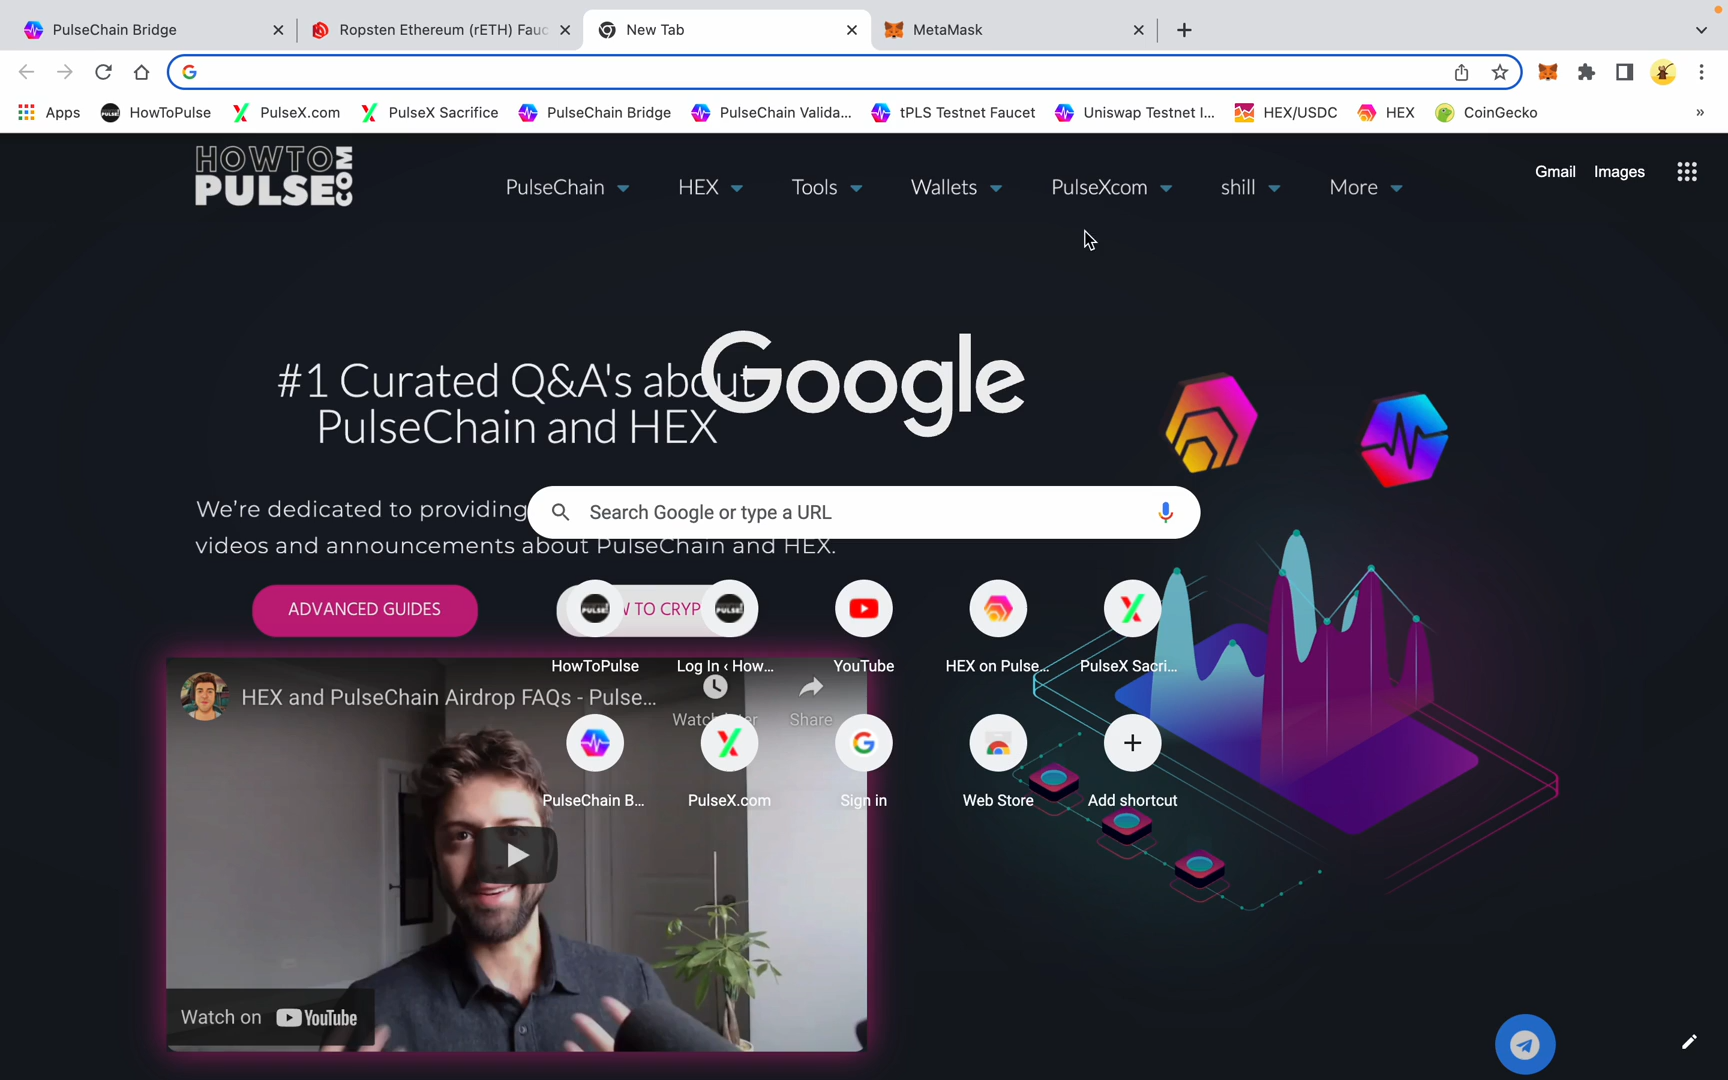 PulseChain Bridge
Ropsten Ethereum (rETH) Fauc
New Tab
MetaMask
Apps
HowToPulse
PulseX.com
PulseX Sacrifice
PulseChain Bridge
PulseChain Valida...
tPLS Testnet Faucet
Uniswap Testnet I...
HEX/USDC
HEX
CoinGecko
»
HOWTO
PULSE.COM
PulseChain
HEX
Tools
Wallets
PulseXcom
shill
More
Gmail
Images
#1 Curated Q&A's about
PulseChain and HEX
Google
We're dedicated to providing
Search Google or type a URL
videos and announcements about PulseChain and HEX.
ADVANCED GUIDES
W TO CRYP
HowToPulse
Log In ‹ How...
YouTube
HEX on Pulse...
PulseX Sacri...
HEX and PulseChain Airdrop FAQs - Pulse...
Share
PulseChain B...
PulseX.com
Sign in
Web Store
Add shortcut
Watch on YouTube